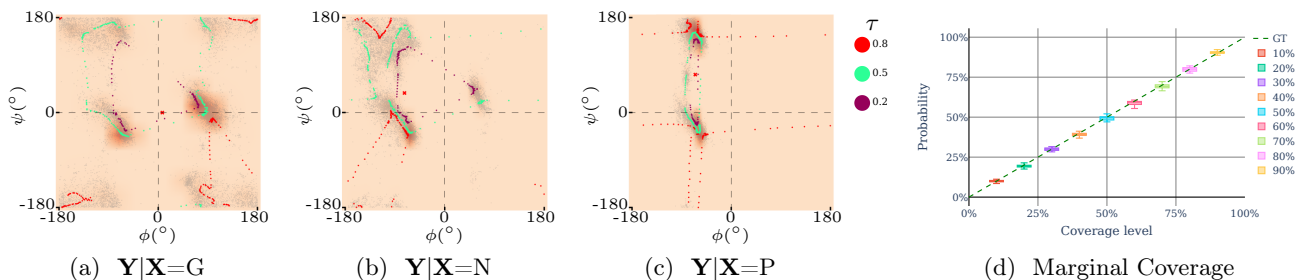 180
0
-180
ψ(°)
-180
0
180
ϕ(°)
(a) Y|X=G
180
0
-180
ψ(°)
-180
0
180
ϕ(°)
(b) Y|X=N
180
0
-180
ψ(°)
-180
0
180
ϕ(°)
(c) Y|X=P
τ
0.8
0.5
0.2
100%
75%
50%
25%
0%
Probability
0%
25%
50%
75%
100%
Coverage level
GT
10%
20%
30%
40%
50%
60%
70%
80%
90%
(d) Marginal Coverage